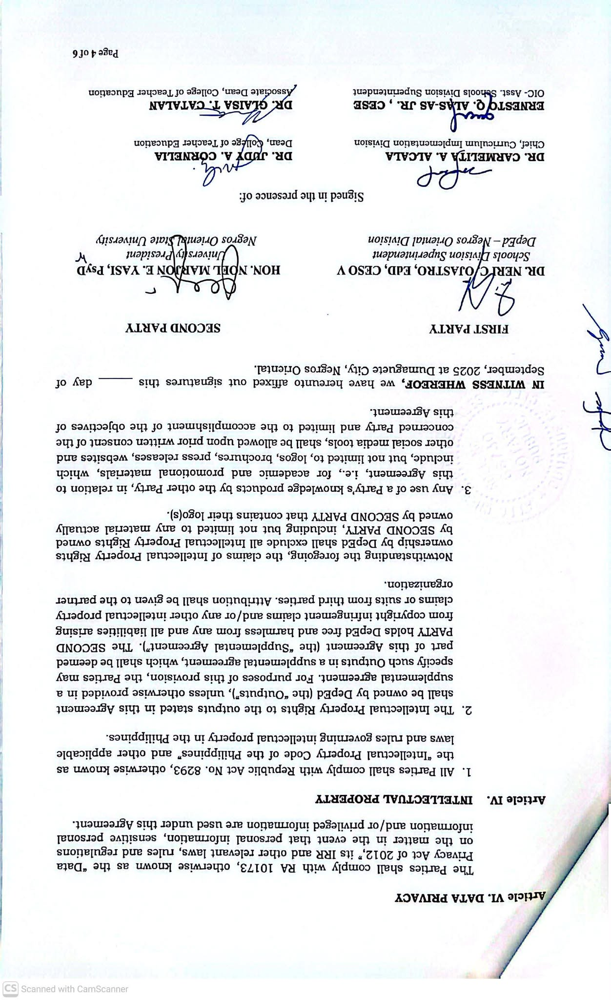 Article VI. DATA PRIVACY
The Parties shall comply with RA 10173, otherwise known as the "Data
Privacy Act of 2012," its IRR and other relevant laws, rules and regulations
on the matter in the event that personal information, sensitive personal
information and/or privileged information are used under this Agreement.
Article IV. INTELLECTUAL PROPERTY
1. All Parties shall comply with Republic Act No. 8293, otherwise known as
the "Intellectual Property Code of the Philippines" and other applicable
laws and rules governing intellectual property in the Philippines.
2. The Intellectual Property Rights to the outputs stated in this Agreement
shall be owned by DepEd (the "Outputs"), unless otherwise provided in a
supplemental agreement. For purposes of this provision, the Parties may
specify such Outputs in a supplemental agreement, which shall be deemed
part of this Agreement (the "Supplemental Agreement"). The SECOND
PARTY holds DepEd free and harmless from any and all liabilities arising
from copyright infringement claims and/or any other intellectual property
claims or suits from third parties. Attribution shall be given to the partner
organization.
Notwithstanding the foregoing, the claims of Intellectual Property Rights
ownership by DepEd shall exclude all Intellectual Property Rights owned
by SECOND PARTY, including but not limited to any material actually
owned by SECOND PARTY that contains their logo(s).
3. Any use of a Party's knowledge products by the other Party, in relation to
this Agreement, i.e., for academic and promotional materials, which
include, but not limited to, logos, brochures, press releases, websites and
other social media tools, shall be allowed upon prior written consent of the
concerned Party and limited to the accomplishment of the objectives of
this Agreement.
IN WITNESS WHEREOF, we have hereunto affixed out signatures this ______ day of
September, 2025 at Dumaguete City, Negros Oriental.
FIRST PARTY SECOND PARTY
DR. NERI C. OJASTRO, EdD, CESO V HON. NOEL MARJON E. YASI, PsyD
Schools Division Superintendent University President
DepEd – Negros Oriental Division Negros Oriental State University
Signed in the presence of:
DR. CARMELITA A. ALCALA DR. JUDY A. CORNELIA
Chief, Curriculum Implementation Division Dean, College of Teacher Education
ERNESTO Q. ALAS-AS JR. , CESE DR. GLAISA T. CATALAN
OIC- Asst. Schools Division Superintendent Associate Dean, College of Teacher Education
Page 4 of 6
CS Scanned with CamScanner